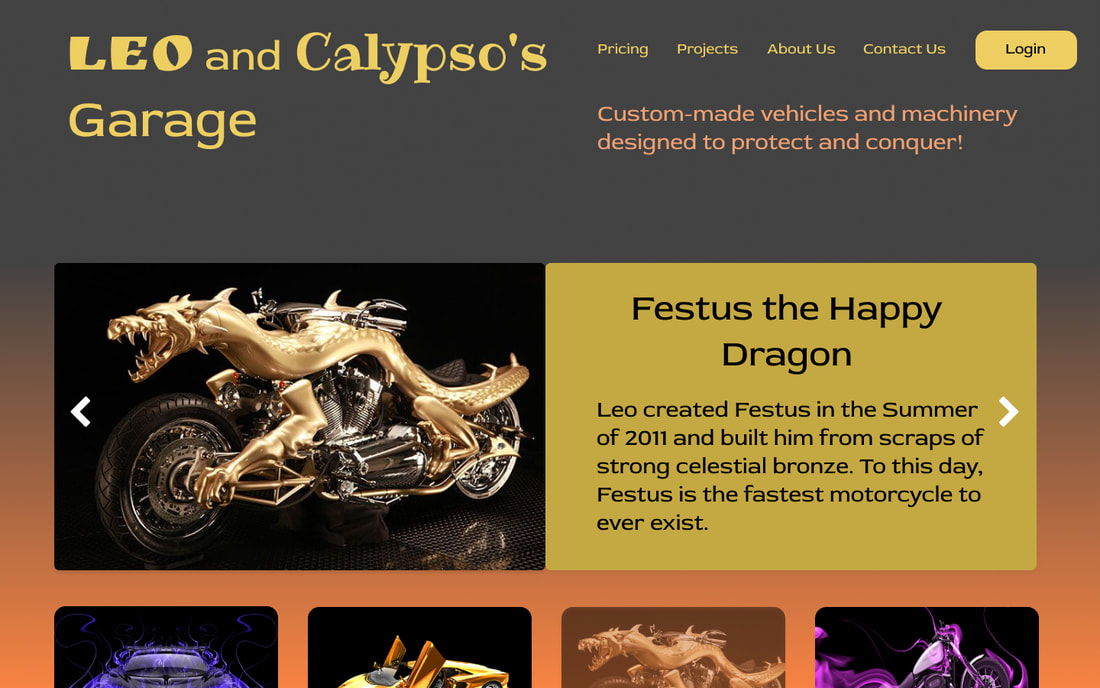 LEO and Calypso's
Garage
Pricing Projects About Us Contact Us Login
Custom-made vehicles and machinery
designed to protect and conquer!
Festus the Happy
Dragon
Leo created Festus in the Summer
of 2011 and built him from scraps of
strong celestial bronze. To this day,
Festus is the fastest motorcycle to
ever exist.